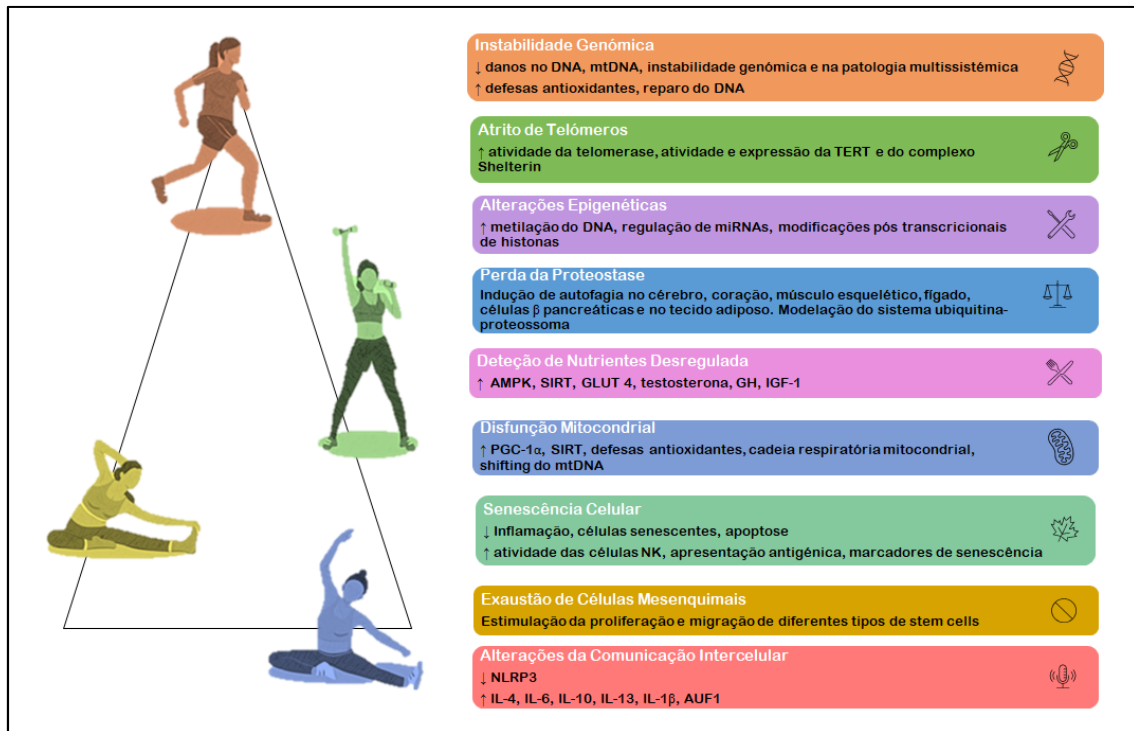 Instabilidade Genómica
↓ danos no DNA, mtDNA, instabilidade genómica e na patologia multissistémica
↑ defesas antioxidantes, reparo do DNA
Atrito de Telómeros
↑ atividade da telomerase, atividade e expressão da TERT e do complexo
Shelterin
Alterações Epigenéticas
↑ metilação do DNA, regulação de miRNAs, modificações pós transcricionais
de histonas
Perda da Proteostase
Indução de autofagia no cérebro, coração, músculo esquelético, fígado,
células β pancreáticas e no tecido adiposo. Modelação do sistema ubiquitina-
proteossoma
Deteção de Nutrientes Desregulada
↑ AMPK, SIRT, GLUT 4, testosterona, GH, IGF-1
Disfunção Mitocondrial
↑ PGC-1α, SIRT, defesas antioxidantes, cadeia respiratória mitocondrial,
shifting do mtDNA
Senescência Celular
↓ Inflamação, células senescentes, apoptose
↑ atividade das células NK, apresentação antigénica, marcadores de senescência
Exaustão de Células Mesenquimais
Estimulação da proliferação e migração de diferentes tipos de stem cells
Alterações da Comunicação Intercelular
↓ NLRP3
↑ IL-4, IL-6, IL-10, IL-13, IL-1β, AUF1